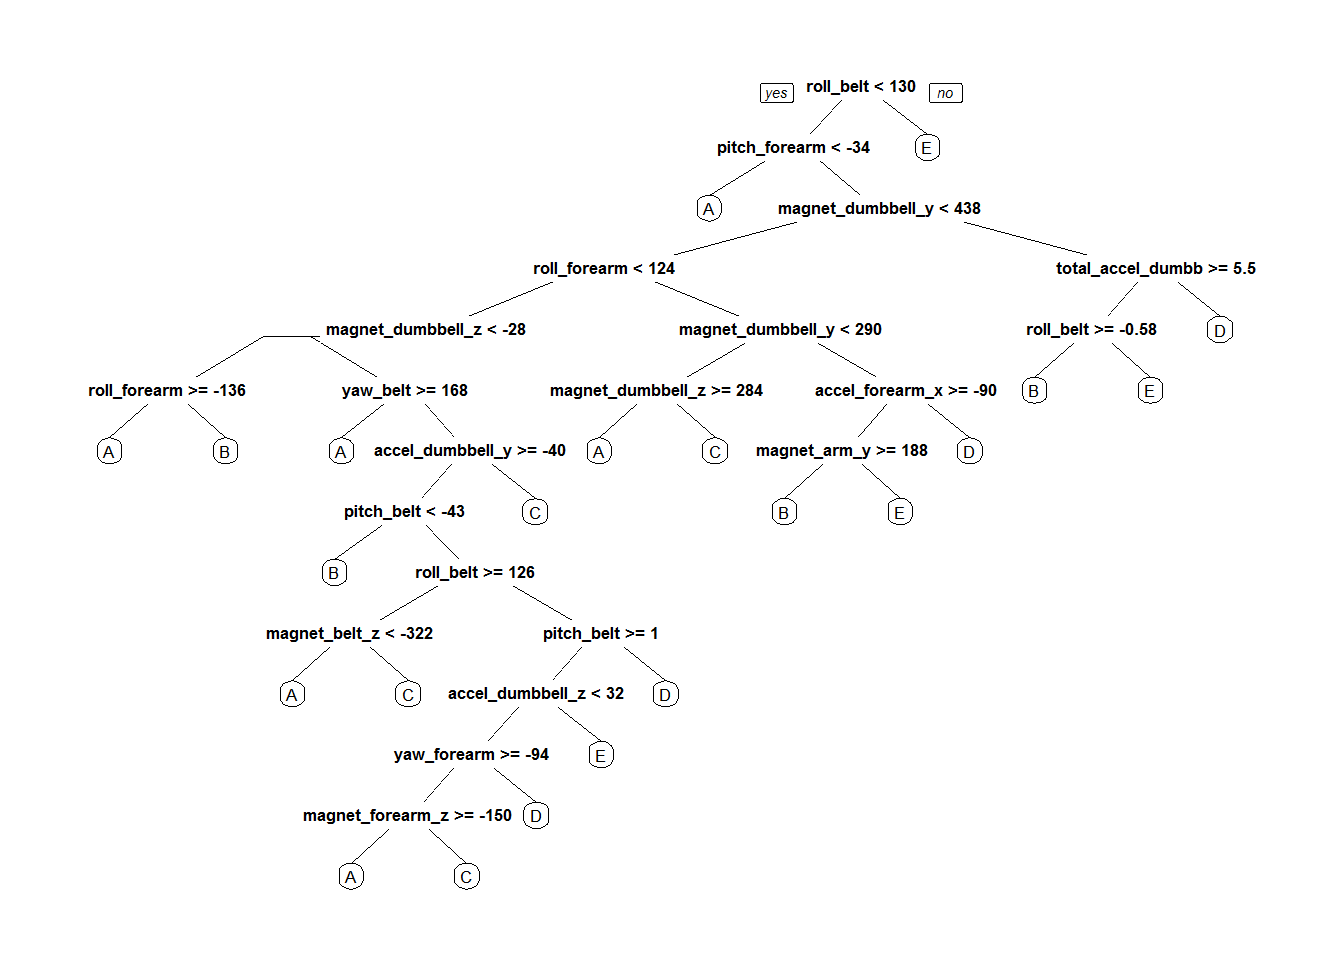 yes roll_belt < 130 no
pitch_forearm < -34 E
A magnet_dumbbell_y < 438
roll_forearm < 124 total_accel_dumbb >= 5.5
magnet_dumbbell_z < -28 magnet_dumbbell_y < 290 roll_belt >= -0.58 D
roll_forearm >= -136 yaw_belt >= 168 magnet_dumbbell_z >= 284 accel_forearm_x >= -90 B E
A B A accel_dumbbell_y >= -40 A C magnet_arm_y >= 188 D
pitch_belt < -43 C B E
B roll_belt >= 126
magnet_belt_z < -322 pitch_belt >= 1
A C accel_dumbbell_z < 32 D
yaw_forearm >= -94 E
magnet_forearm_z >= -150 D
A C